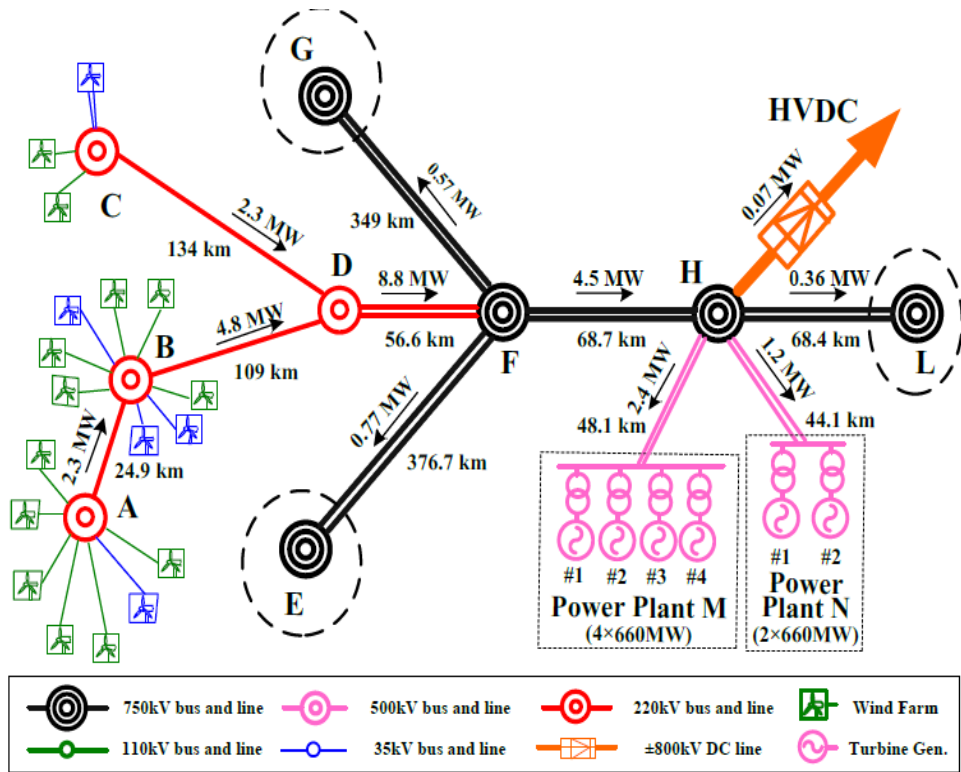 G
HVDC
C
0.57 MW
349 km
0.07 MW
2.3 MW
134 km
D
8.8 MW
56.6 km
F
4.5 MW
68.7 km
H
0.36 MW
68.4 km
L
B
4.8 MW
109 km
2.3 MW
24.9 km
A
0.77 MW
376.7 km
E
2.4 MW
48.1 km
1.2 MW
44.1 km
#1 #2 #3 #4
Power Plant M
(4×660MW)
#1 #2
Power
Plant N
(2×660MW)
750kV bus and line
500kV bus and line
220kV bus and line
Wind Farm
110kV bus and line
35kV bus and line
±800kV DC line
Turbine Gen.